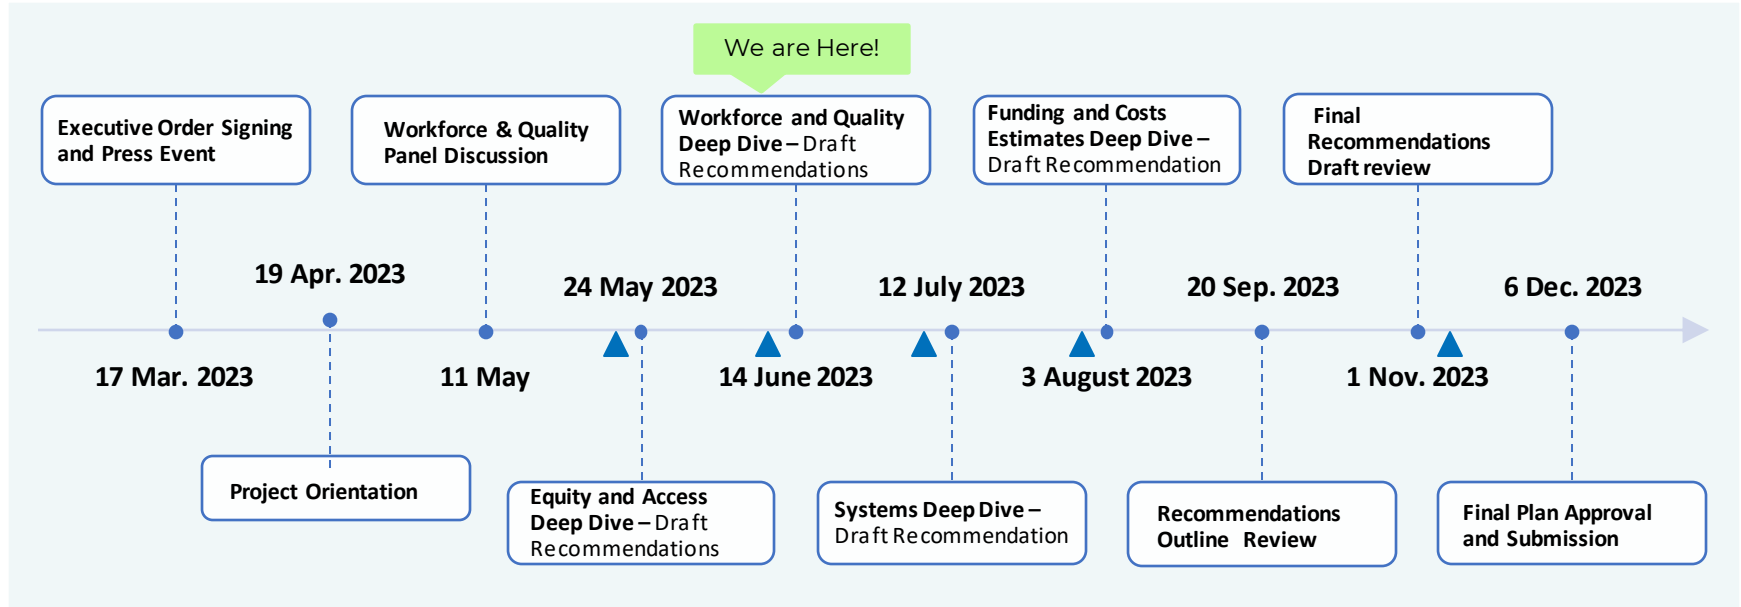 We are Here!
Executive Order Signing
and Press Event
Workforce & Quality
Panel Discussion
Workforce and Quality
Deep Dive – Draft
Recommendations
Funding and Costs
Estimates Deep Dive –
Draft Recommendation
Final
Recommendations
Draft review
19 Apr. 2023
24 May 2023
12 July 2023
20 Sep. 2023
6 Dec. 2023
17 Mar. 2023
11 May
14 June 2023
3 August 2023
1 Nov. 2023
Project Orientation
Equity and Access
Deep Dive – Draft
Recommendations
Systems Deep Dive –
Draft Recommendation
Recommendations
Outline Review
Final Plan Approval
and Submission